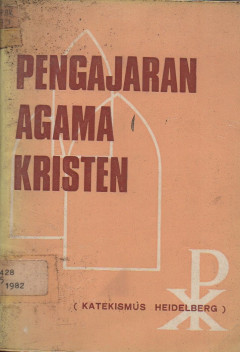 PENGAJARAN
AGAMA
KRISTEN
428
1982
( KATEKISMUS HEIDELBERG )